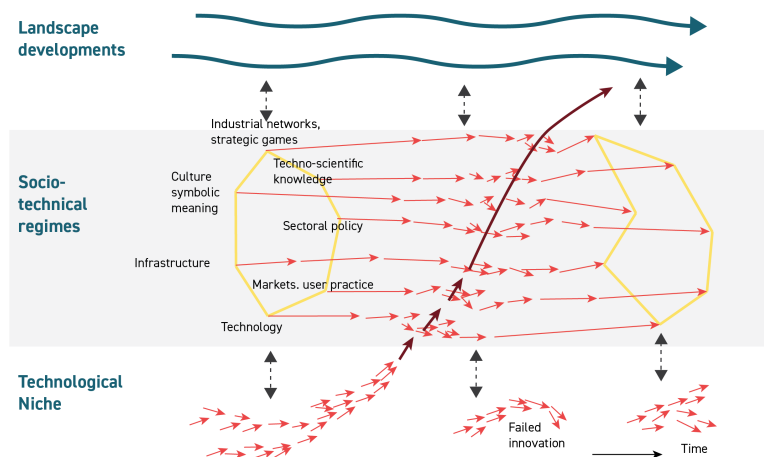 Landscape
developments
Industrial networks,
strategic games
Techno-scientific
knowledge
Culture
symbolic
meaning
Socio-
technical
regimes
Sectoral policy
Infrastructure
Markets. user practice
Technology
Technological
Niche
Failed
innovation
Time